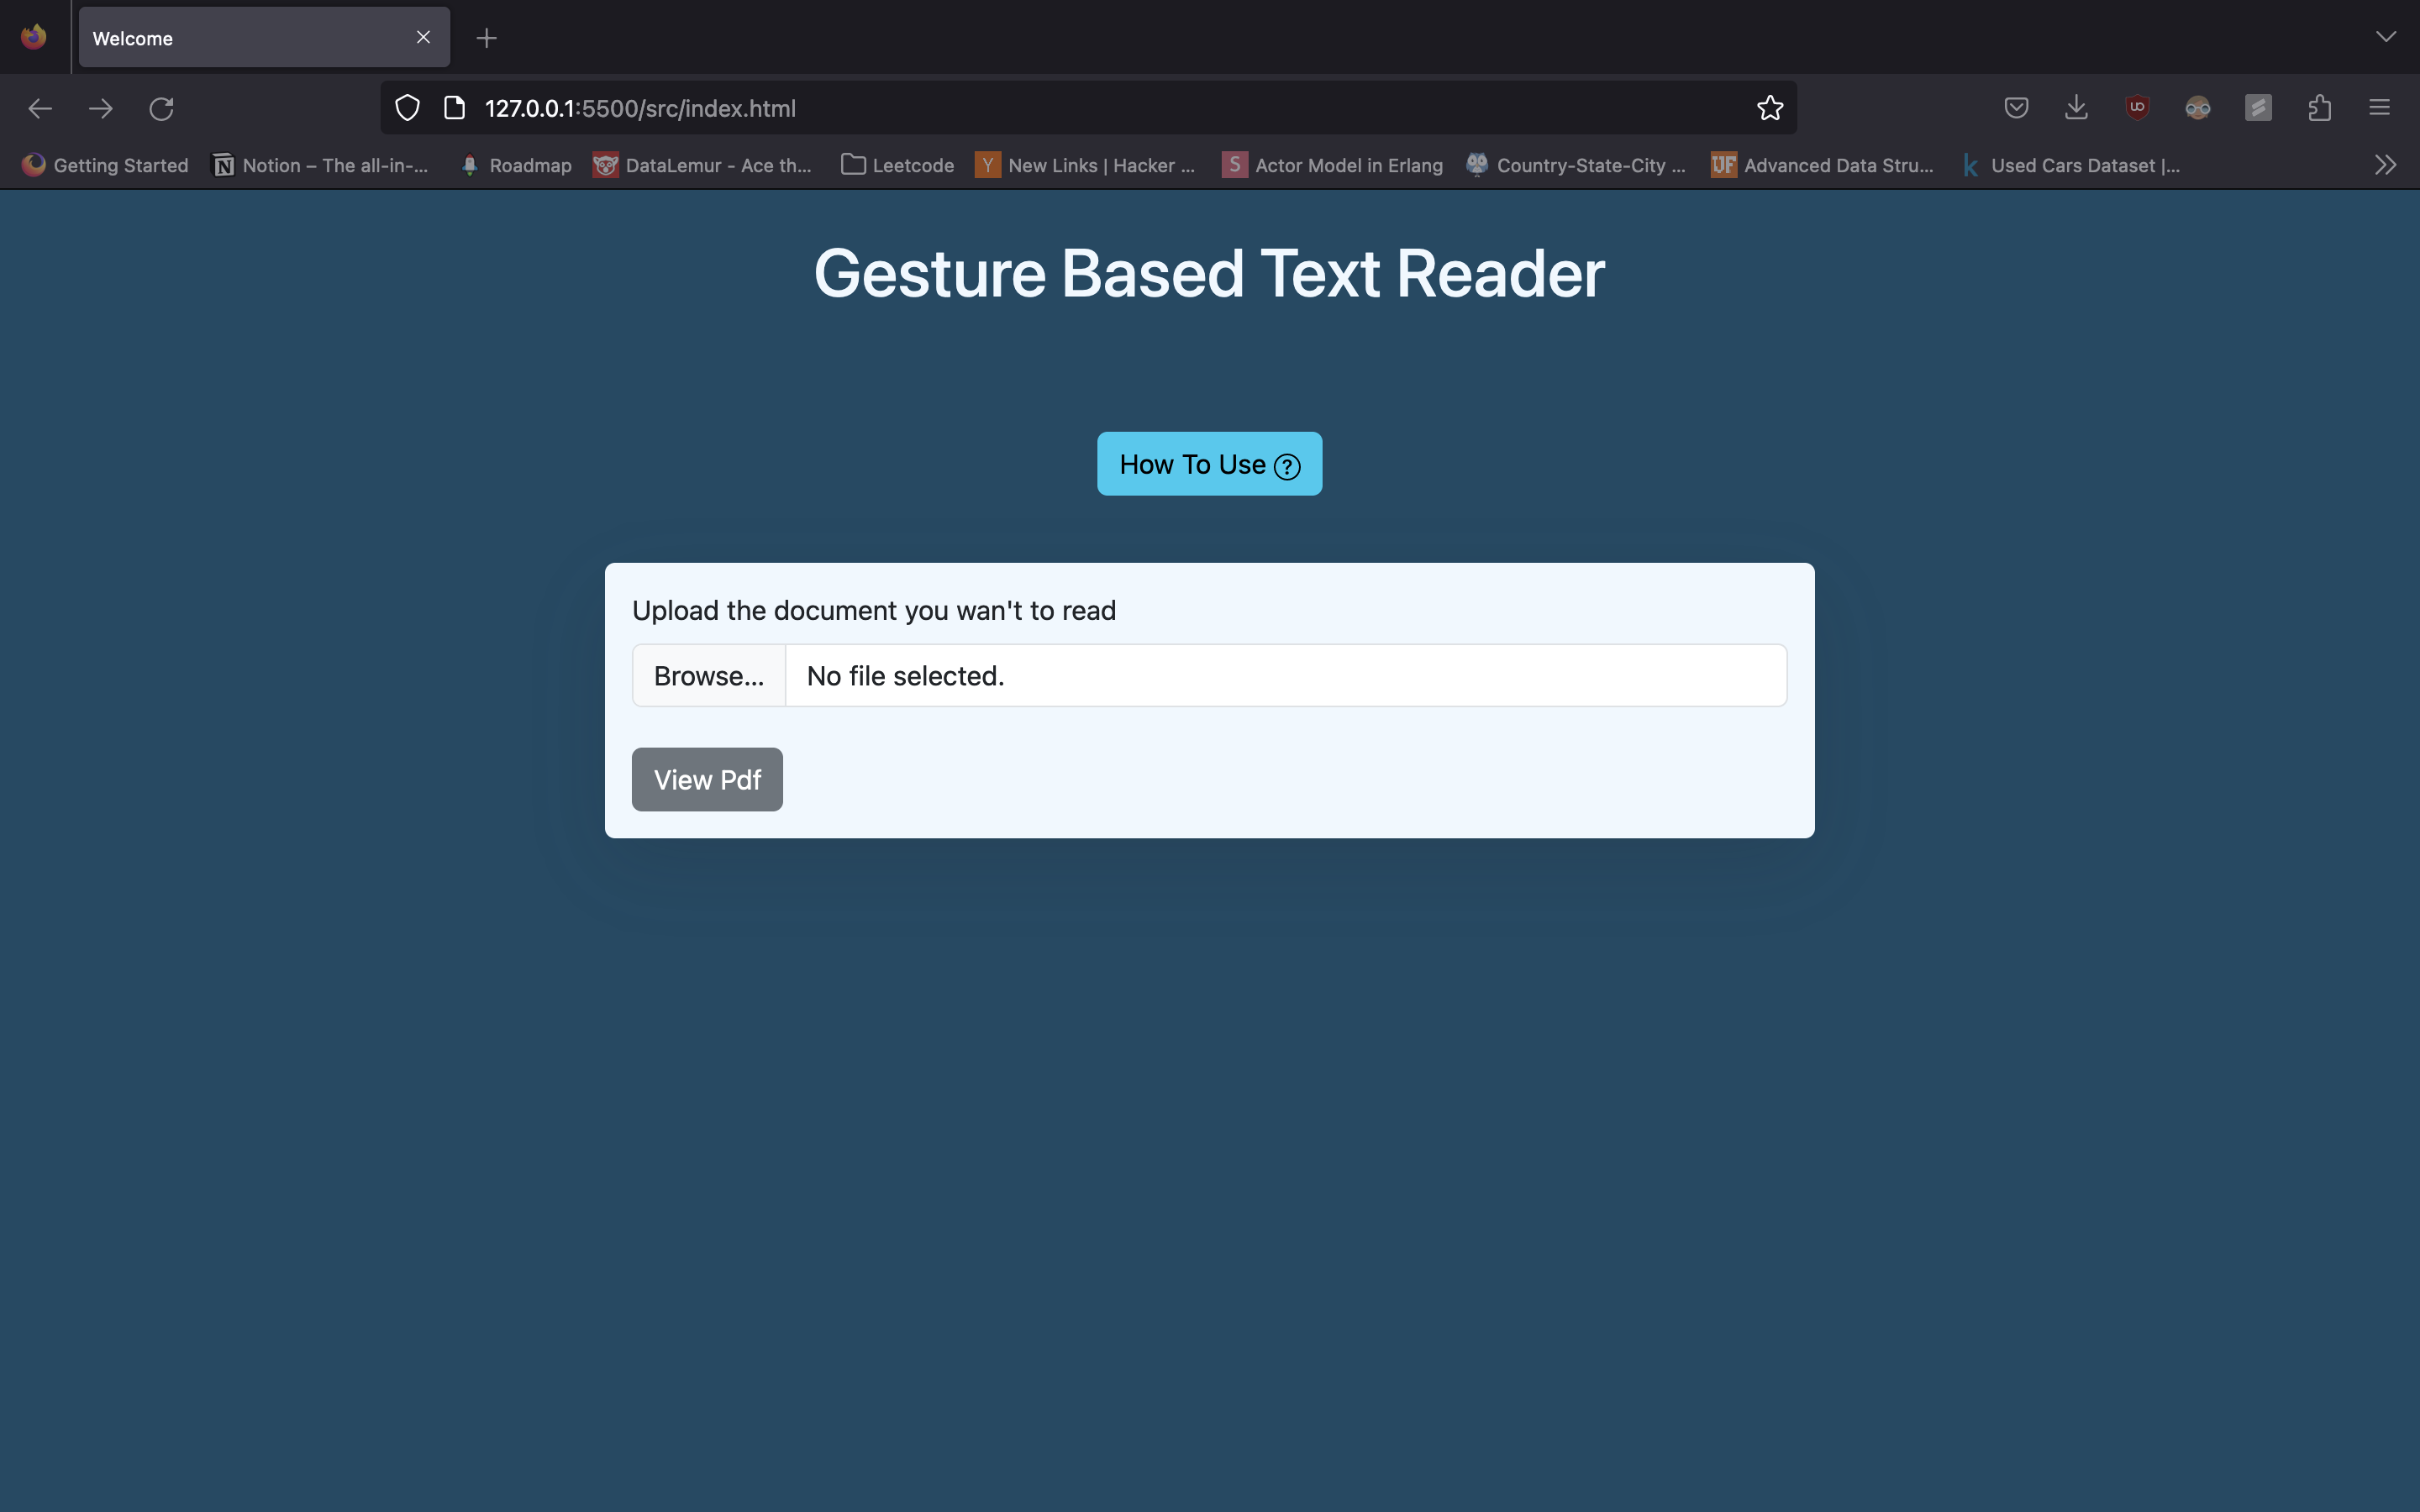 Welcome
127.0.0.1:5500/src/index.html
Getting Started Notion – The all-in-... Roadmap DataLemur - Ace th... Leetcode Y New Links | Hacker ... S Actor Model in Erlang Country-State-City ... UF Advanced Data Stru... k Used Cars Dataset |...
Gesture Based Text Reader
How To Use ?
Upload the document you wan't to read
Browse... No file selected.
View Pdf